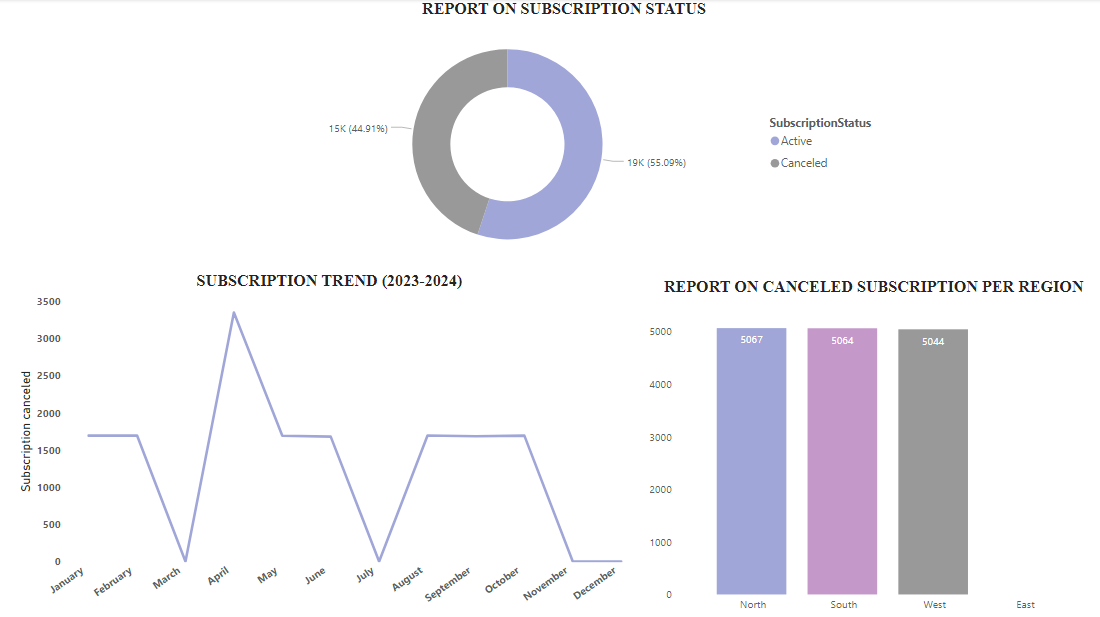 REPORT ON SUBSCRIPTION STATUS
15K (44.91%)
19K (55.09%)
SubscriptionStatus
Active
Canceled
SUBSCRIPTION TREND (2023-2024)
Subscription canceled
3500
3000
2500
2000
1500
1000
500
0
January
February
March
April
May
June
July
August
September
October
November
December
REPORT ON CANCELED SUBSCRIPTION PER REGION
5000
4000
3000
2000
1000
0
5067
5064
5044
North
South
West
East